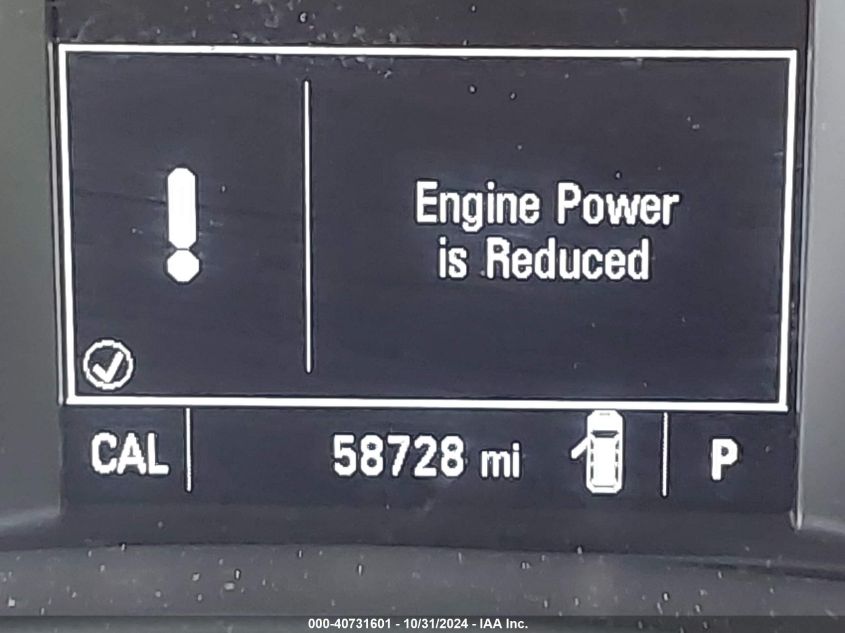 Engine Power
is Reduced
CAL 58728 mi P
000-40731601 - 10/31/2024 - IAA Inc.